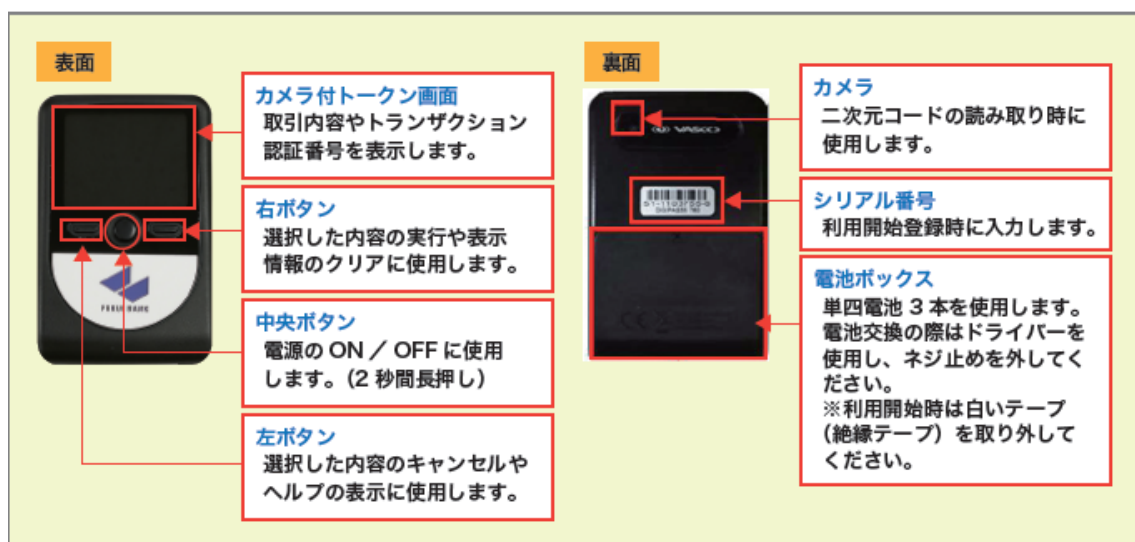 表面
カメラ付トークン画面
取引内容やトランザクション
認証番号を表示します。
右ボタン
選択した内容の実行や表示
情報のクリアに使用します。
中央ボタン
電源の ON ／ OFF に使用
します。（2 秒間長押し）
左ボタン
選択した内容のキャンセルや
ヘルプの表示に使用します。
裏面
VASCO
カメラ
二次元コードの読み取り時に
使用します。
シリアル番号
利用開始登録時に入力します。
電池ボックス
単四電池 3 本を使用します。
電池交換の際はドライバーを
使用し、ネジ止めを外してく
ださい。
※利用開始時は白いテープ
（絶縁テープ）を取り外して
ください。